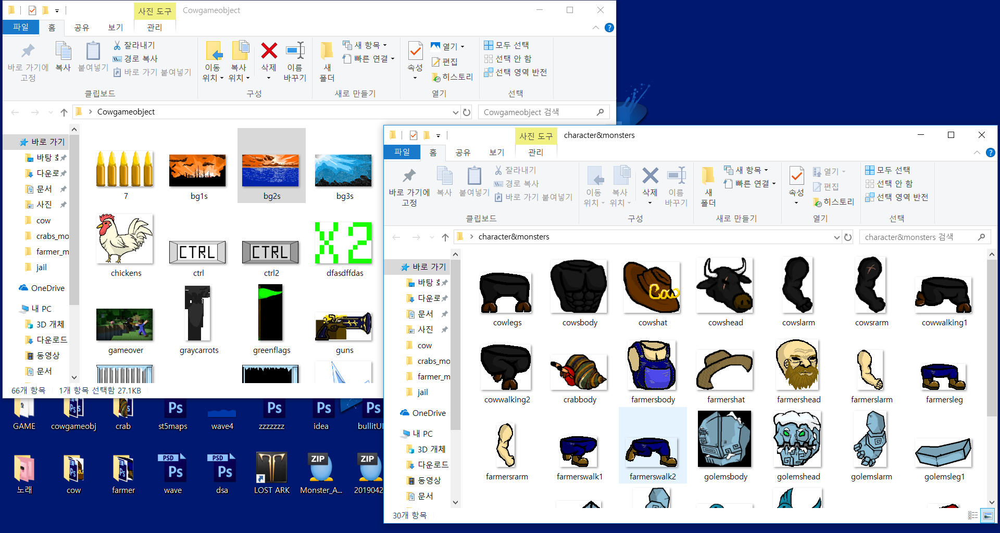 사진 도구
Cowgameobject
파일
홈
공유
보기
관리
바로 가기에
고정
복사
붙여넣기
잘라내기
경로 복사
바로 가기 붙여넣기
클립보드
이동
위치
복사
위치
삭제
이름
바꾸기
구성
새
폴더
새 항목
빠른 연결
새로 만들기
속성
열기
편집
히스토리
열기
모두 선택
선택 안 함
선택 영역 반전
선택
Cowgameobject
Cowgameobject 검색
바로 가기
바탕 호
다운로
문서
사진
cow
crabs_mo
farmer_m
jail
OneDrive
내 PC
3D 개체
다운로드
동영상
문서
7
bg1s
bg2s
bg3s
X2
CTRL
CTRL
chickens
ctrl
ctrl2
dfasdffdas
gameover
graycarrots
greenflags
guns
66개 항목
1개 항목 선택함 27.1KB
사진 도구
character&monsters
파일
홈
공유
보기
관리
바로 가기에
고정
복사
붙여넣기
잘라내기
경로 복사
바로 가기 붙여넣기
클립보드
이동
위치
복사
위치
삭제
이름
바꾸기
구성
새
폴더
새 항목
빠른 연결
새로 만들기
속성
열기
편집
히스토리
열기
모두 선택
선택 안 함
선택 영역 반전
선택
character&monsters
character&monsters 검색
바로 가기
바탕 호
다운로
문서
사진
cow
crabs_mo
farmer_m
jail
OneDrive
내 PC
3D 개체
다운로드
동영상
문서
Cow
cowlegs
cowsbody
cowshat
cowshead
cowslarm
cowsrarm
cowwalking1
cowwalking2
crabbody
farmersbody
farmershat
farmershead
farmerslarm
farmersleg
farmersrarm
farmerswalk1
farmerswalk2
golemsbody
golemshead
golemslarm
golemsleg1
30개 항목
Ps
Ps
Ps
Ps
Ps
GAME
cowgameobj
crab
st5maps
wave4
zzzzzzz
idea
bullitUI
Ps
PSD
Ps
PSD
Ps
ZIP
ZIP
노래
cow
farmer
wave
dsa
LOST ARK
Monster_A...
2019042